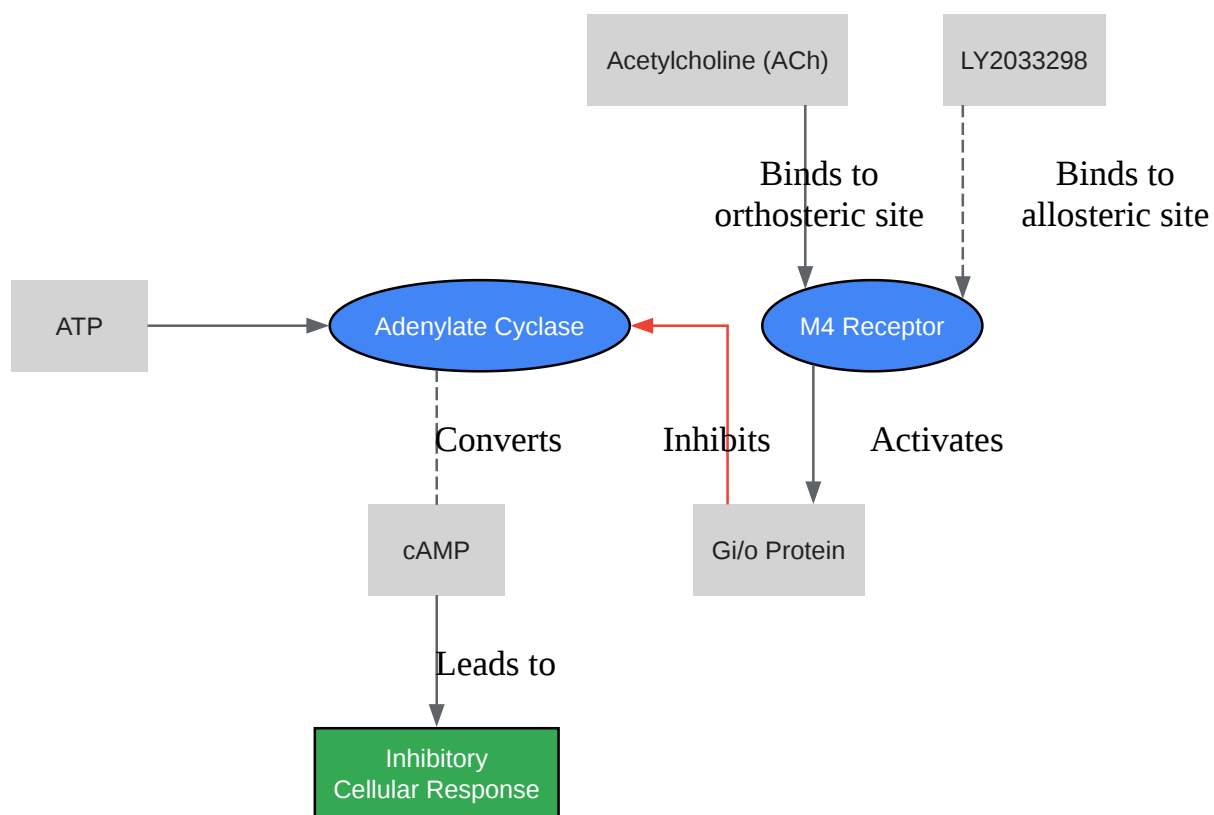 Acetylcholine (ACh)
LY2033298
Binds to
orthosteric site
Binds to
allosteric site
ATP
Adenylate Cyclase
M4 Receptor
Converts
Inhibits
Activates
cAMP
Gi/o Protein
Leads to
Inhibitory
Cellular Response